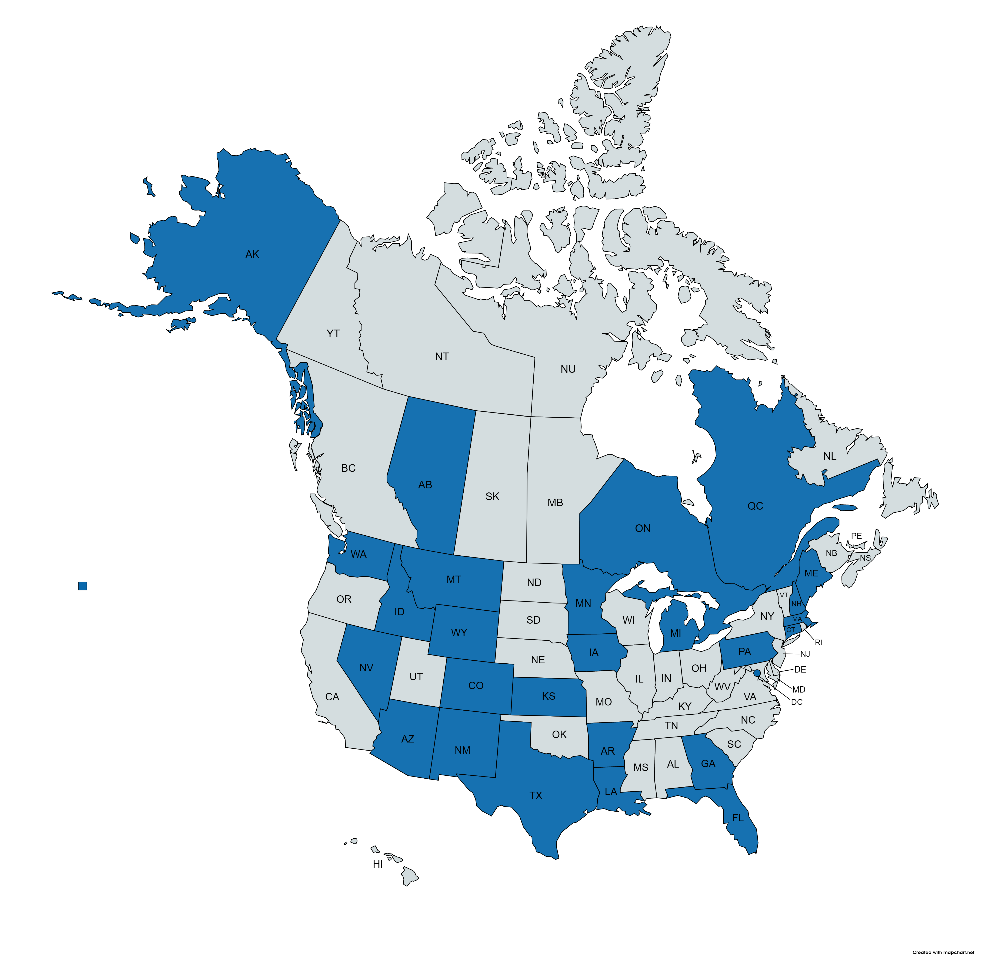 AK
YT
NT
NU
BC
AB
SK
MB
ON
QC
NL
PE
NB
NS
WA
MT
ND
MN
ME
OR
ID
SD
WI
MI
NY
VT
NH
MA
CT
RI
WY
NE
IA
PA
NJ
NV
UT
CO
KS
MO
IL
IN
OH
WV
VA
DE
MD
DC
CA
KY
AZ
NM
OK
AR
TN
NC
SC
MS
AL
GA
TX
LA
FL
HI
Created with mapchart.net